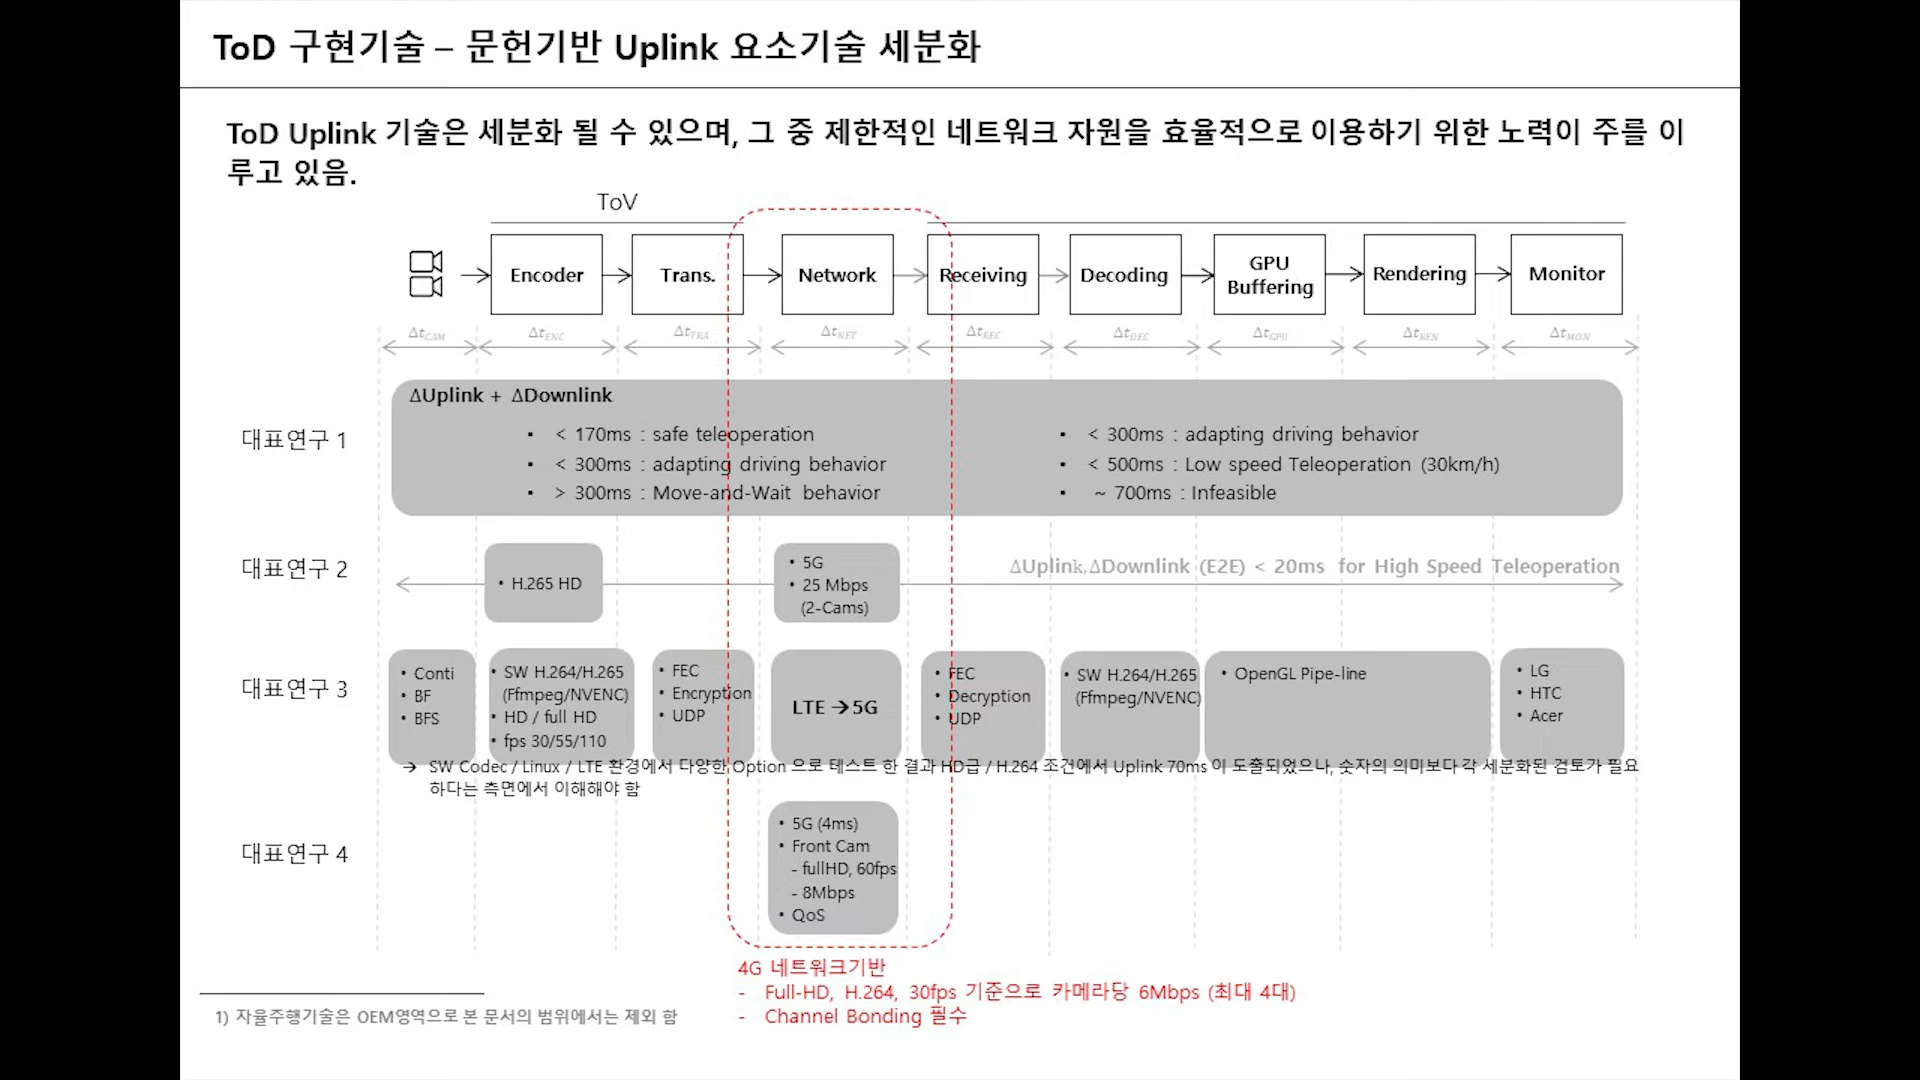 ToD 구현기술 – 문헌기반 Uplink 요소기술 세분화
ToD Uplink 기술은 세분화 될 수 있으며, 그 중 제한적인 네트워크 자원을 효율적으로 이용하기 위한 노력이 주를 이
루고 있음.
ToV
Encoder
Trans.
Network
Receiving
Decoding
GPU
Buffering
Rendering
Monitor
Δt_CAM
Δt_ENC
Δt_TRA
Δt_NET
Δt_REC
Δt_DEC
Δt_GPU
Δt_REN
Δt_MON
대표연구 1
ΔUplink + ΔDownlink
• < 170ms : safe teleoperation
• < 300ms : adapting driving behavior
• > 300ms : Move-and-Wait behavior
• < 300ms : adapting driving behavior
• < 500ms : Low speed Teleoperation (30km/h)
• ~ 700ms : Infeasible
대표연구 2
• H.265 HD
• 5G
• 25 Mbps
(2-Cams)
ΔUplink,ΔDownlink (E2E) < 20ms for High Speed Teleoperation
대표연구 3
• Conti
• BF
• BFS
• SW H.264/H.265
(Ffmpeg/NVENC)
• HD / full HD
• fps 30/55/110
• FEC
• Encryption
• UDP
LTE →5G
• FEC
• Decryption
• UDP
• SW H.264/H.265
(Ffmpeg/NVENC)
• OpenGL Pipe-line
• LG
• HTC
• Acer
→ SW Codec / Linux / LTE 환경에서 다양한 Option 으로 테스트 한 결과 HD급 / H.264 조건에서 Uplink 70ms 이 도출되었으나, 숫자의 의미보다 각 세분화된 검토가 필요
하다는 측면에서 이해해야 함
대표연구 4
• 5G (4ms)
• Front Cam
- fullHD, 60fps
- 8Mbps
• QoS
4G 네트워크기반
- Full-HD, H.264, 30fps 기준으로 카메라당 6Mbps (최대 4대)
- Channel Bonding 필수
1) 자율주행기술은 OEM영역으로 본 문서의 범위에서는 제외 함